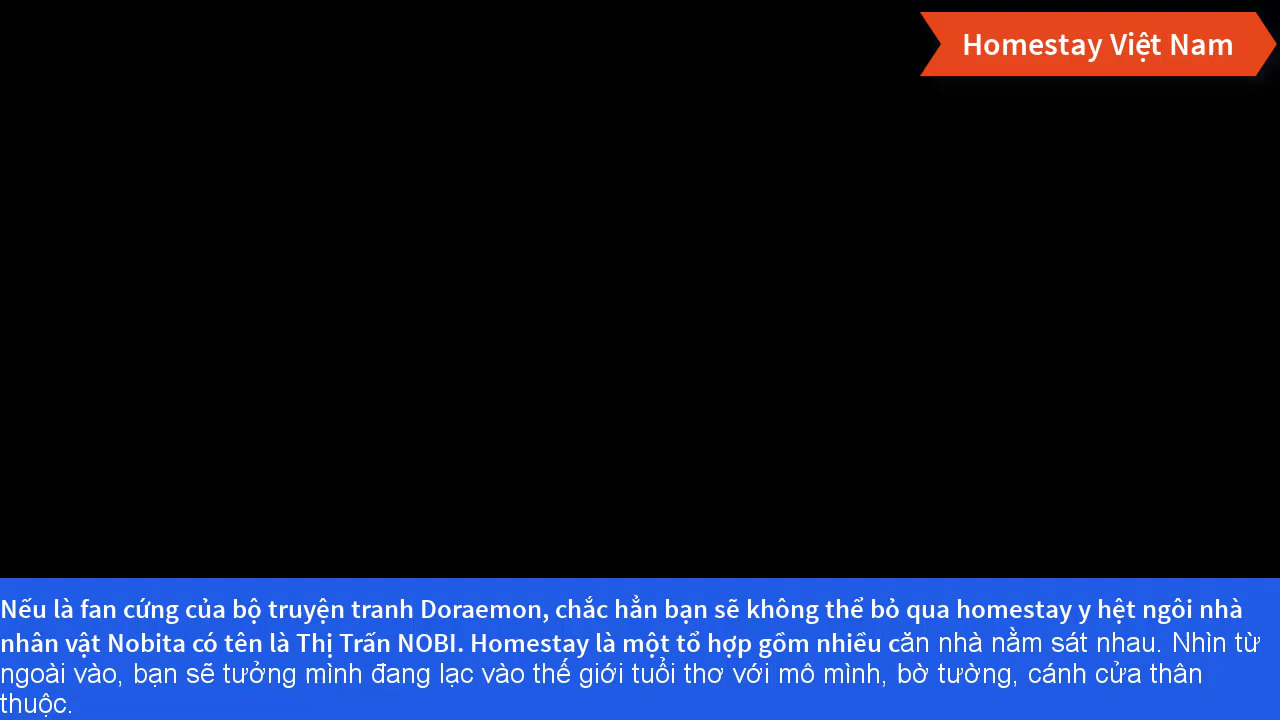 Homestay Việt Nam
Nếu là fan cứng của bộ truyện tranh Doraemon, chắc hẳn bạn sẽ không thể bỏ qua homestay y hệt ngôi nhà
nhân vật Nobita có tên là Thị Trấn NOBI. Homestay là một tổ hợp gồm nhiều căn nhà nằm sát nhau. Nhìn từ
ngoài vào, bạn sẽ tưởng mình đang lạc vào thế giới tuổi thơ với mô mình, bờ tường, cánh cửa thân
thuộc.